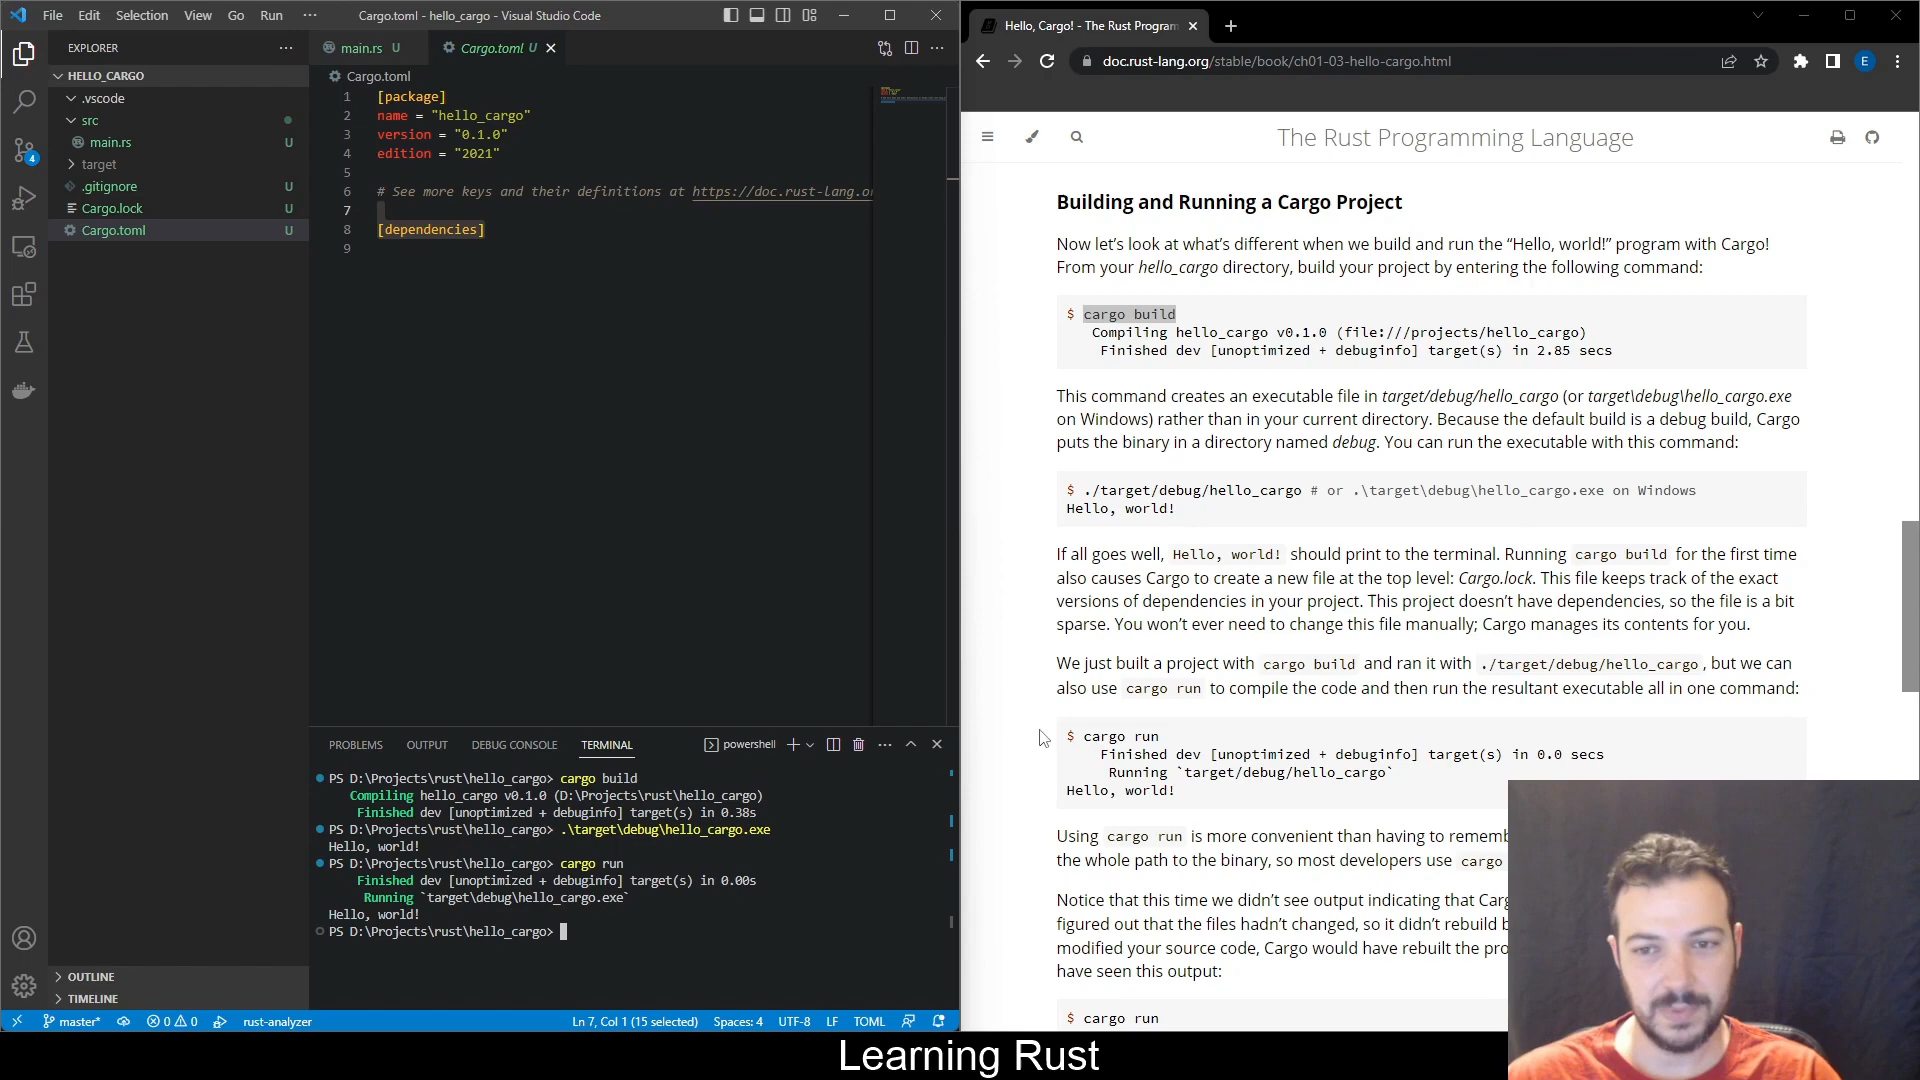 File Edit Selection View Go Run ··· Cargo.toml - hello_cargo - Visual Studio Code
EXPLORER ···
HELLO_CARGO
.vscode
src
main.rs U
target
.gitignore U
Cargo.lock U
Cargo.toml U
4
OUTLINE
TIMELINE
main.rs U Cargo.toml U
Cargo.toml
1 [package]
2 name = "hello_cargo"
3 version = "0.1.0"
4 edition = "2021"
5
6 # See more keys and their definitions at https://doc.rust-lang.or
7
8 [dependencies]
9
PROBLEMS OUTPUT DEBUG CONSOLE TERMINAL powershell
PS D:\Projects\rust\hello_cargo> cargo build
Compiling hello_cargo v0.1.0 (D:\Projects\rust\hello_cargo)
Finished dev [unoptimized + debuginfo] target(s) in 0.38s
PS D:\Projects\rust\hello_cargo> .\target\debug\hello_cargo.exe
Hello, world!
PS D:\Projects\rust\hello_cargo> cargo run
Finished dev [unoptimized + debuginfo] target(s) in 0.00s
Running `target\debug\hello_cargo.exe`
Hello, world!
PS D:\Projects\rust\hello_cargo>
master* 0 0 rust-analyzer Ln 7, Col 1 (15 selected) Spaces: 4 UTF-8 LF TOML
Hello, Cargo! - The Rust Program
doc.rust-lang.org/stable/book/ch01-03-hello-cargo.html E
The Rust Programming Language
Building and Running a Cargo Project
Now let’s look at what’s different when we build and run the “Hello, world!” program with Cargo!
From your hello_cargo directory, build your project by entering the following command:
$ cargo build
Compiling hello_cargo v0.1.0 (file:///projects/hello_cargo)
Finished dev [unoptimized + debuginfo] target(s) in 2.85 secs
This command creates an executable file in target/debug/hello_cargo (or target\debug\hello_cargo.exe
on Windows) rather than in your current directory. Because the default build is a debug build, Cargo
puts the binary in a directory named debug. You can run the executable with this command:
$ ./target/debug/hello_cargo # or .\target\debug\hello_cargo.exe on Windows
Hello, world!
If all goes well, Hello, world! should print to the terminal. Running cargo build for the first time
also causes Cargo to create a new file at the top level: Cargo.lock. This file keeps track of the exact
versions of dependencies in your project. This project doesn’t have dependencies, so the file is a bit
sparse. You won’t ever need to change this file manually; Cargo manages its contents for you.
We just built a project with cargo build and ran it with ./target/debug/hello_cargo, but we can
also use cargo run to compile the code and then run the resultant executable all in one command:
$ cargo run
Finished dev [unoptimized + debuginfo] target(s) in 0.0 secs
Running `target/debug/hello_cargo`
Hello, world!
Using cargo run is more convenient than having to rememb
the whole path to the binary, so most developers use cargo
Notice that this time we didn’t see output indicating that Carg
figured out that the files hadn’t changed, so it didn’t rebuild b
modified your source code, Cargo would have rebuilt the pro
have seen this output:
$ cargo run
Learning Rust